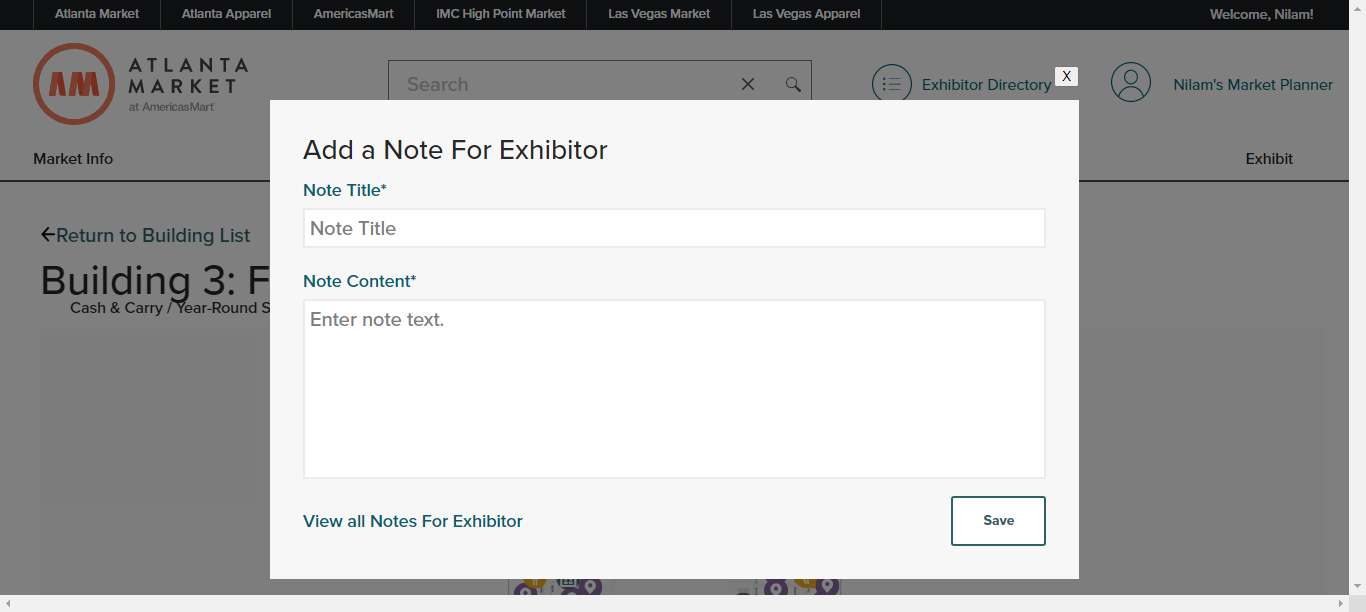 Atlanta Market Atlanta Apparel AmericasMart IMC High Point Market Las Vegas Market Las Vegas Apparel Welcome, Nilam!
ATLANTA
MARKET
at AmericasMart
Search
Exhibitor Directory
X
Nilam's Market Planner
Market Info
Exhibit
Return to Building List
Building 3: F
Cash & Carry / Year-Round S
Add a Note For Exhibitor
Note Title*
Note Title
Note Content*
Enter note text.
View all Notes For Exhibitor
Save